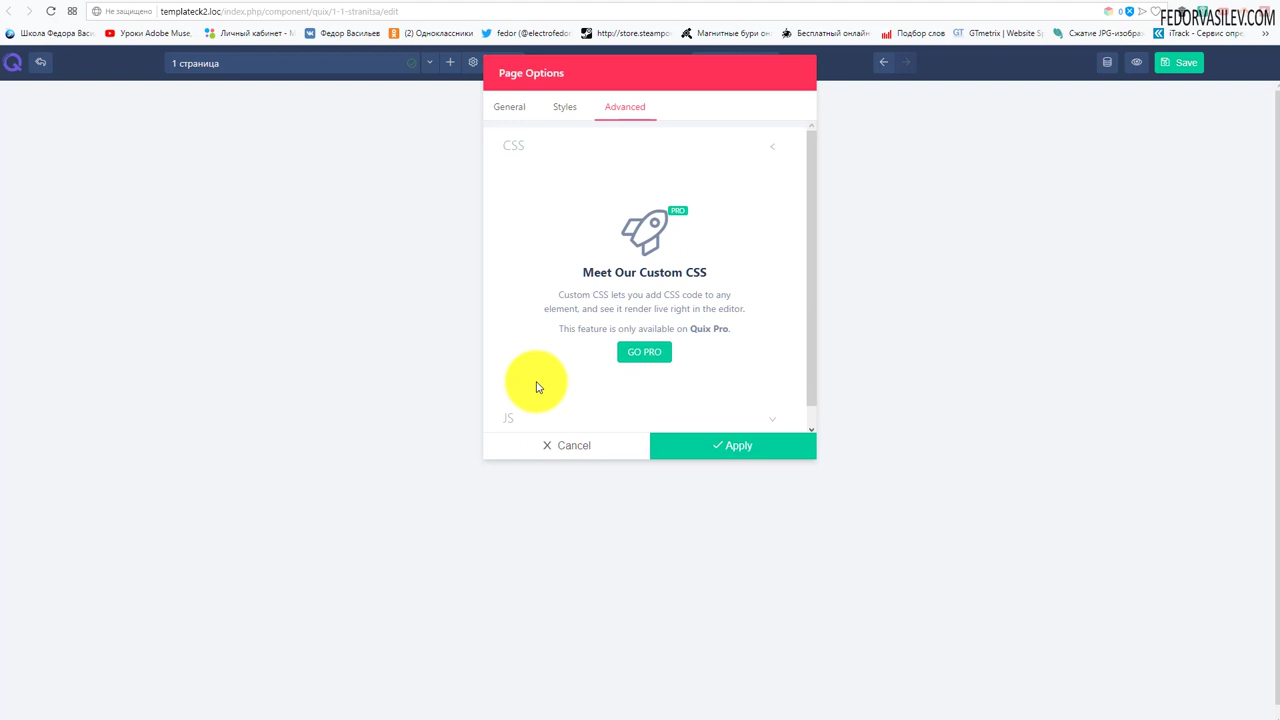 Не защищено
templateck2.loc/index.php/component/quix/1-1-stranitsa/edit
0
FEDORVASILEV.COM
Школа Федора Васи.
Уроки Adobe Muse,
Личный кабинет - М
Федор Васильев
(2) Одноклассники
fedor (@electrofedor
http://store.steampo
Магнитные бури он
Бесплатный онлайн
Подбор слов
GTmetrix | Website Sp
Сжатие JPG-изобра
iTrack - Сервис опре
1 страница
Save
Page Options
General
Styles
Advanced
CSS
PRO
Meet Our Custom CSS
Custom CSS lets you add CSS code to any
element, and see it render live right in the editor.
This feature is only available on Quix Pro.
GO PRO
JS
Cancel
Apply